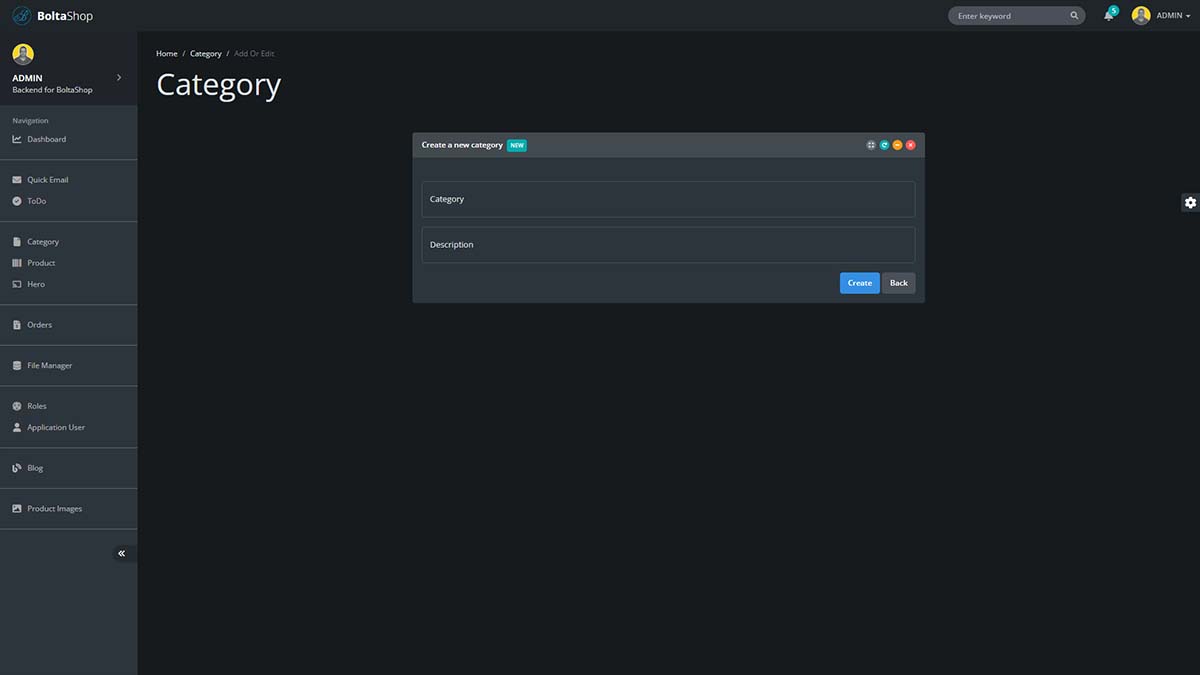 BoltaShop
Enter keyword
5
ADMIN
ADMIN
Backend for BoltaShop
Navigation
Dashboard
Quick Email
ToDo
Category
Product
Hero
Orders
File Manager
Roles
Application User
Blog
Product Images
Home / Category / Add Or Edit
Category
Create a new category NEW
Category
Description
Create Back